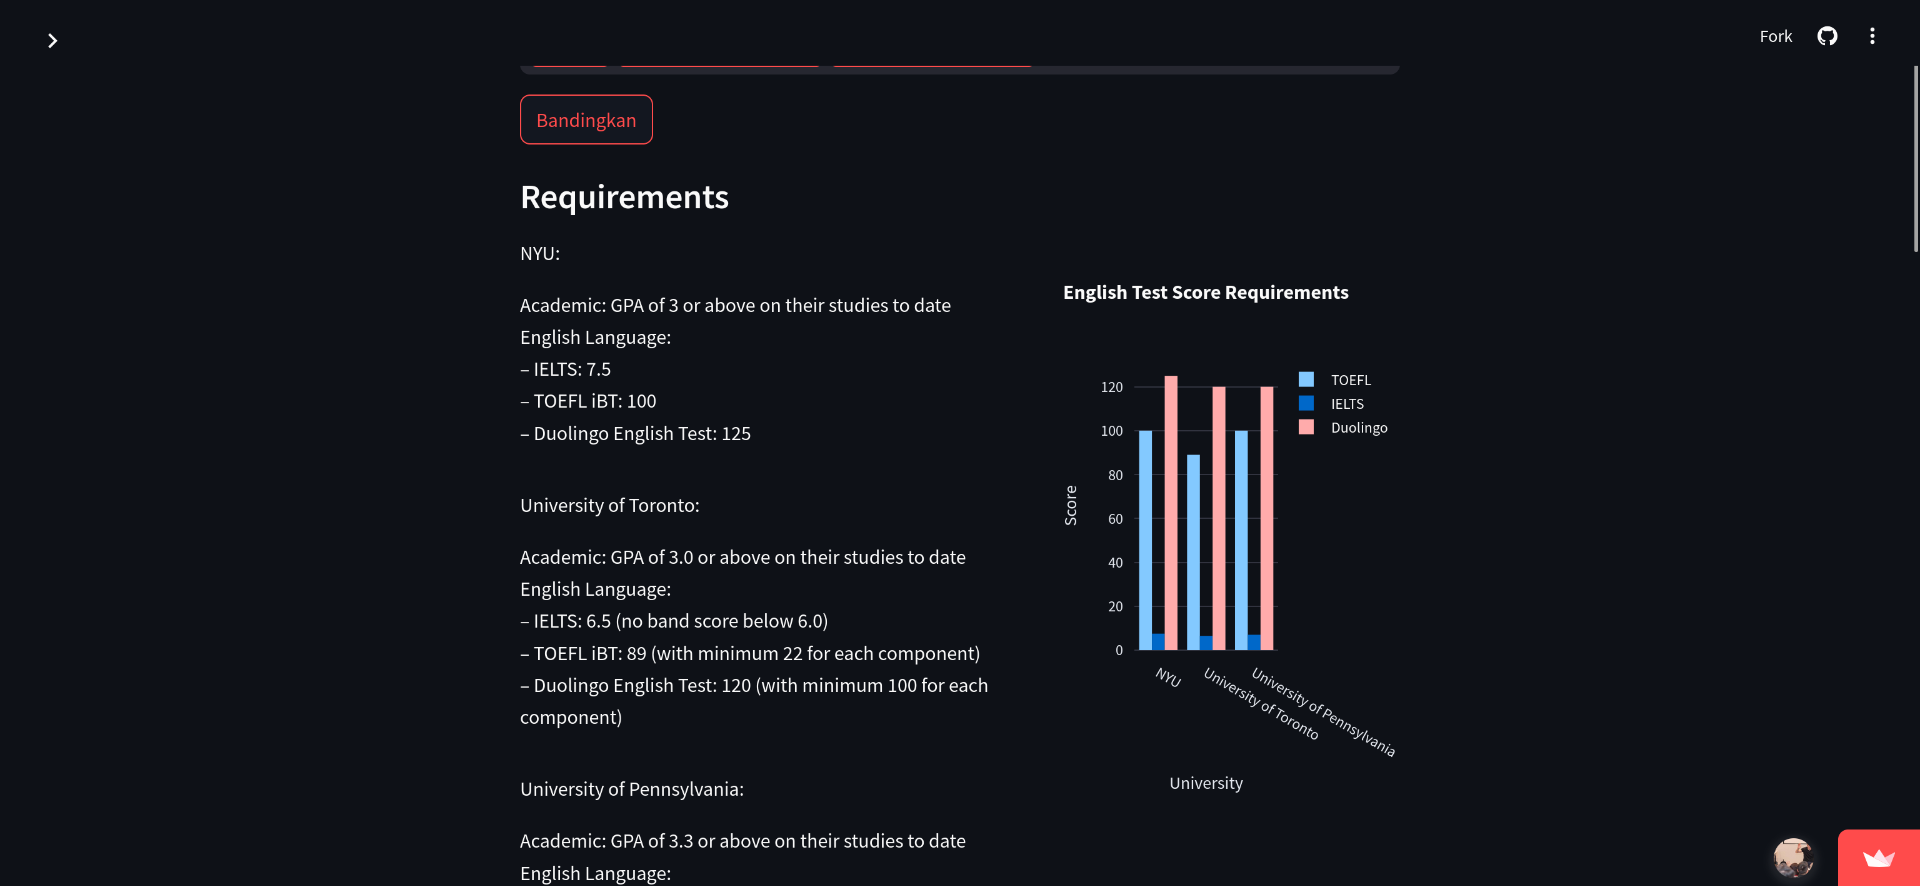 Fork
Bandingkan
Requirements
NYU:
Academic: GPA of 3 or above on their studies to date
English Language:
– IELTS: 7.5
– TOEFL iBT: 100
– Duolingo English Test: 125
University of Toronto:
Academic: GPA of 3.0 or above on their studies to date
English Language:
– IELTS: 6.5 (no band score below 6.0)
– TOEFL iBT: 89 (with minimum 22 for each component)
– Duolingo English Test: 120 (with minimum 100 for each
component)
University of Pennsylvania:
Academic: GPA of 3.3 or above on their studies to date
English Language:
English Test Score Requirements
120
100
80
60
40
20
0
Score
TOEFL
IELTS
Duolingo
NYU
University of Toronto
University of Pennsylvania
University